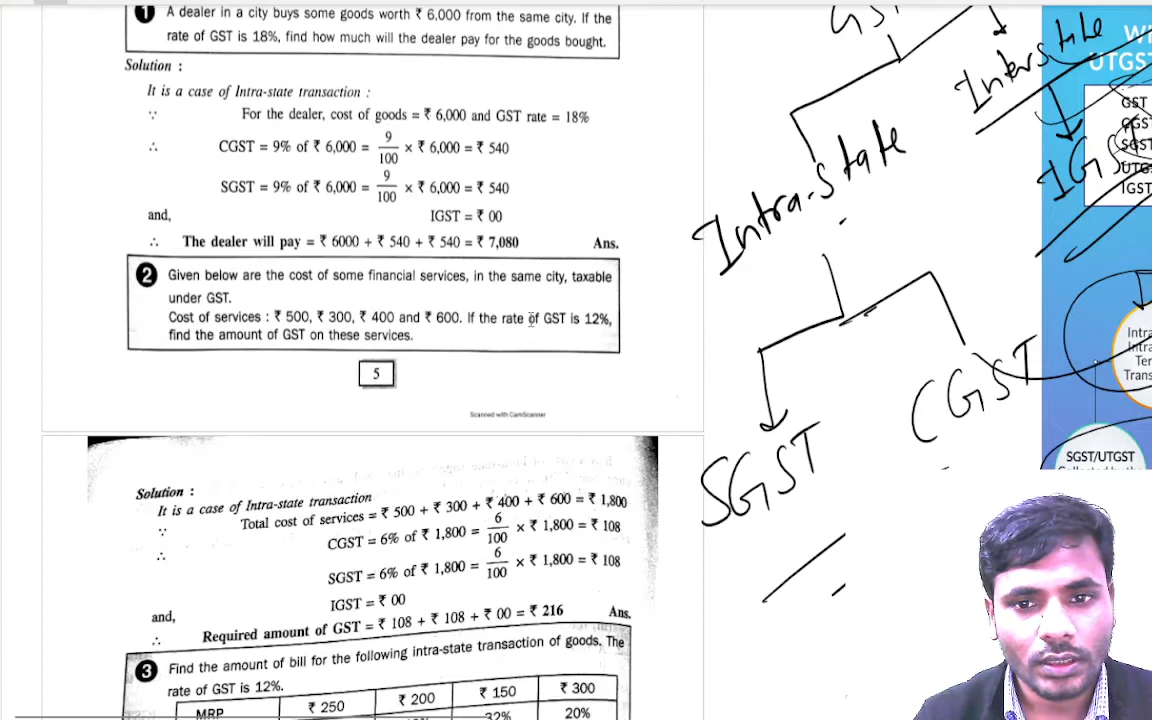 1 A dealer in a city buys some goods worth ₹ 6,000 from the same city. If the
rate of GST is 18%, find how much will the dealer pay for the goods bought.
Solution :
It is a case of Intra-state transaction :
∵ For the dealer, cost of goods = ₹ 6,000 and GST rate = 18%
∴ CGST = 9% of ₹ 6,000 = 9/100 × ₹ 6,000 = ₹ 540
SGST = 9% of ₹ 6,000 = 9/100 × ₹ 6,000 = ₹ 540
and, IGST = ₹ 00
∴ The dealer will pay = ₹ 6000 + ₹ 540 + ₹ 540 = ₹ 7,080 Ans.
2 Given below are the cost of some financial services, in the same city, taxable
under GST.
Cost of services : ₹ 500, ₹ 300, ₹ 400 and ₹ 600. If the rate of GST is 12%,
find the amount of GST on these services.
5
Scanned with CamScanner
Solution :
It is a case of Intra-state transaction
∵ Total cost of services = ₹ 500 + ₹ 300 + ₹ 400 + ₹ 600 = ₹ 1,800
∴ CGST = 6% of ₹ 1,800 = 6/100 × ₹ 1,800 = ₹ 108
SGST = 6% of ₹ 1,800 = 6/100 × ₹ 1,800 = ₹ 108
and, IGST = ₹ 00
∴ Required amount of GST = ₹ 108 + ₹ 108 + ₹ 00 = ₹ 216 Ans.
3 Find the amount of bill for the following intra-state transaction of goods. The
rate of GST is 12%.
MRP ₹ 250 ₹ 200 ₹ 150 ₹ 300
32% 20%
GST
Interstate
IGST
Intra-state
SGST
CGST
UTGST
GST
CGST
SGST
UTGS
IGST
Intra
Intra
Ter
Trans
SGST/UTGST